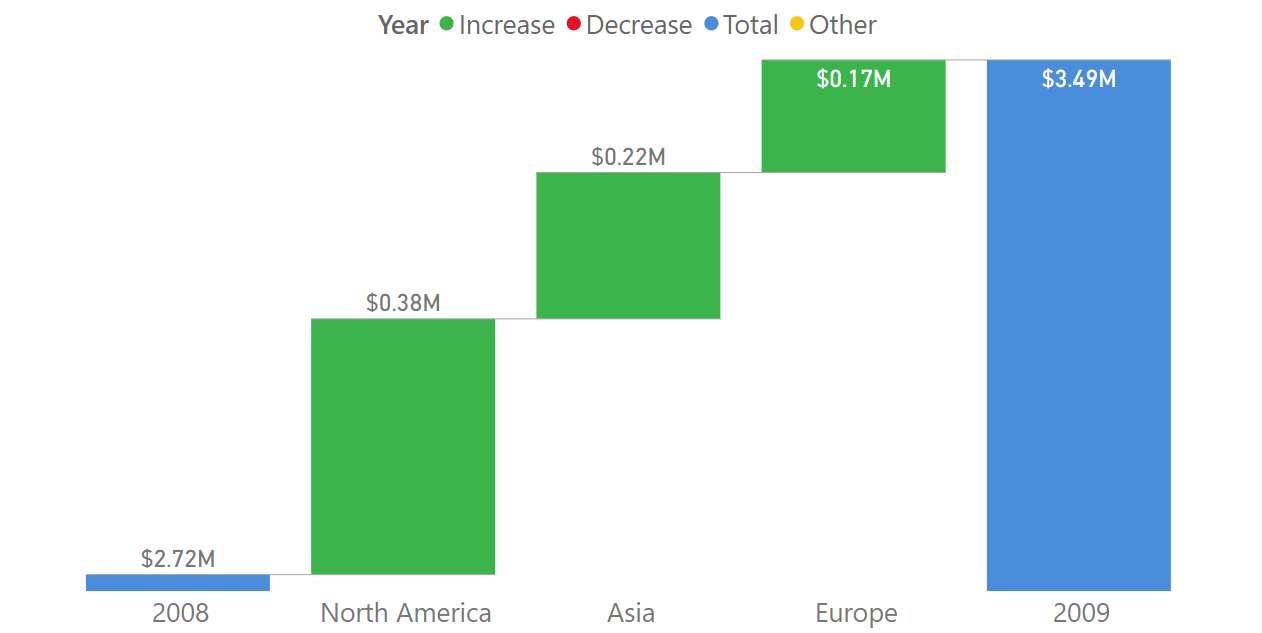 Year Increase Decrease Total Other
$0.17M $3.49M
$0.22M
$0.38M
$2.72M
2008 North America Asia Europe 2009